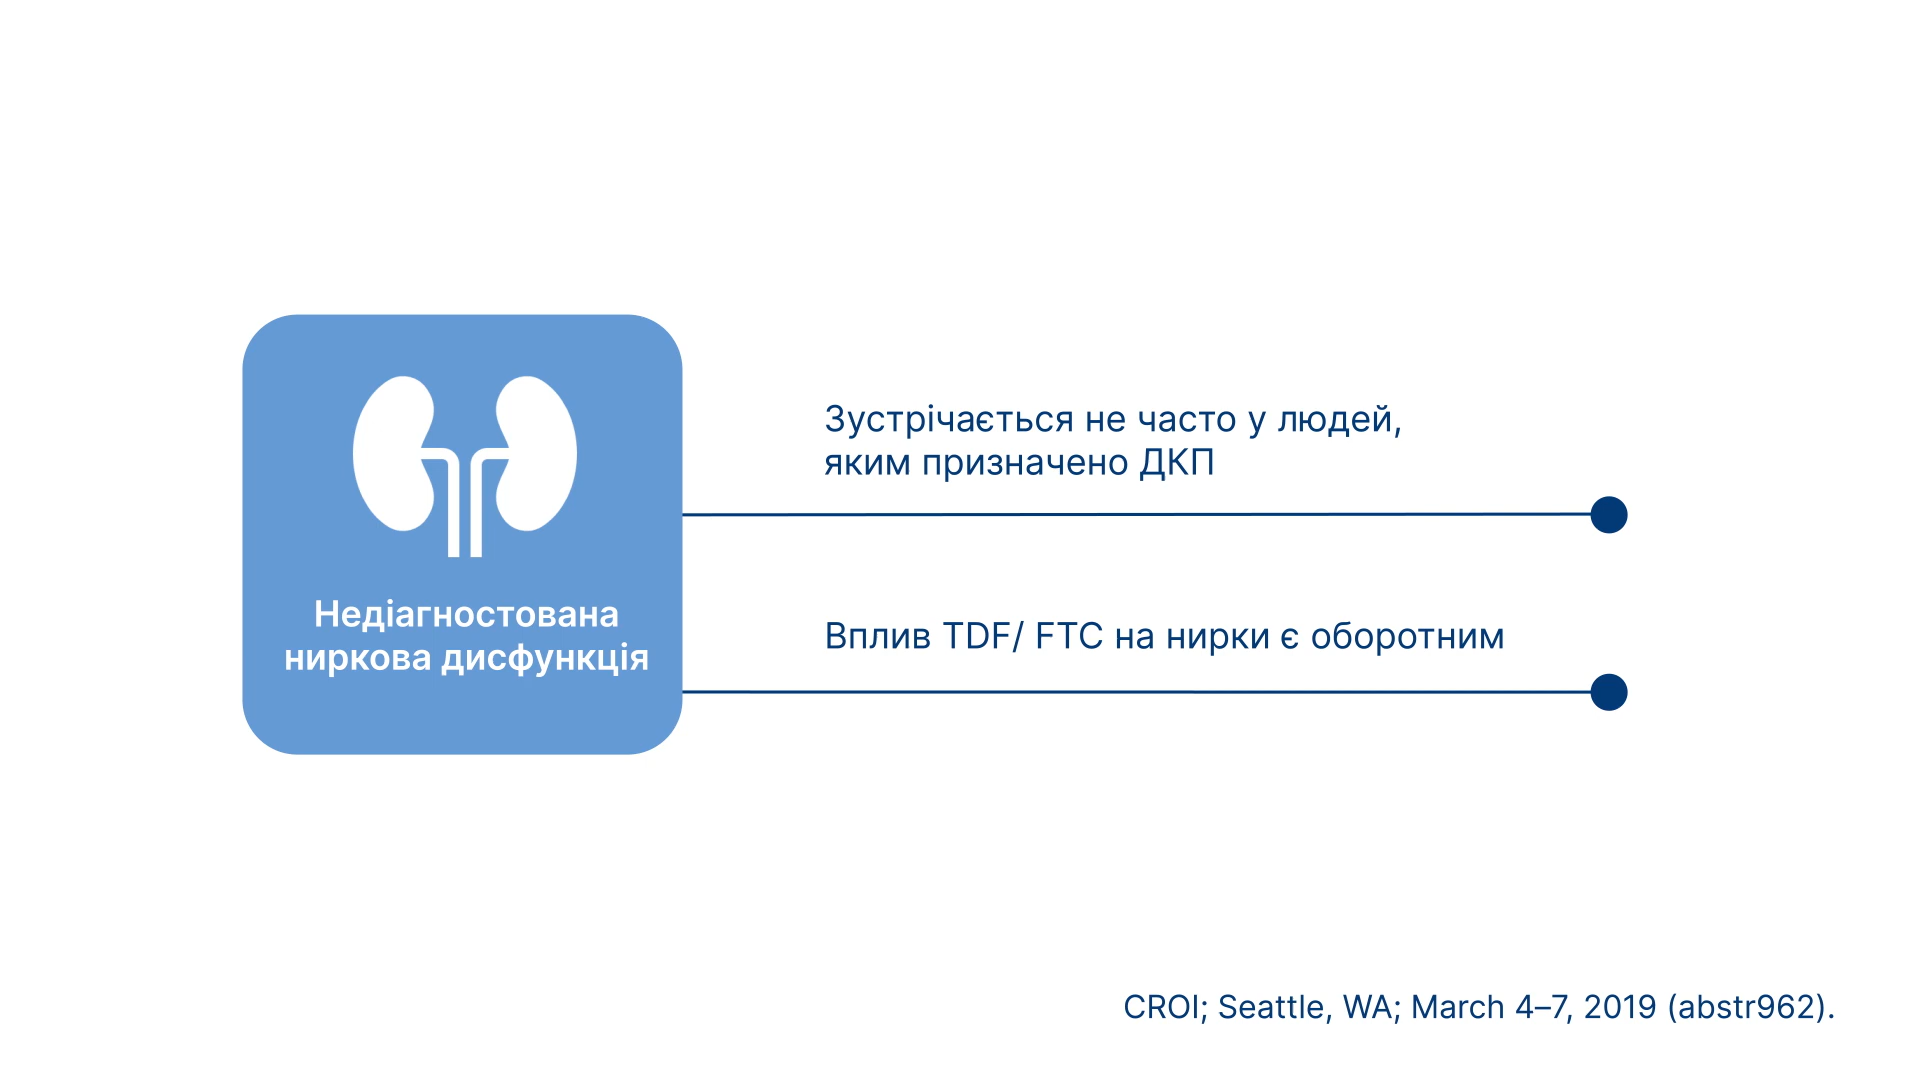 Недіагностована
ниркова дисфункція
Зустрічається не часто у людей,
яким призначено ДКП
Вплив TDF/ FTC на нирки є оборотним
CROI; Seattle, WA; March 4–7, 2019 (abstr962).